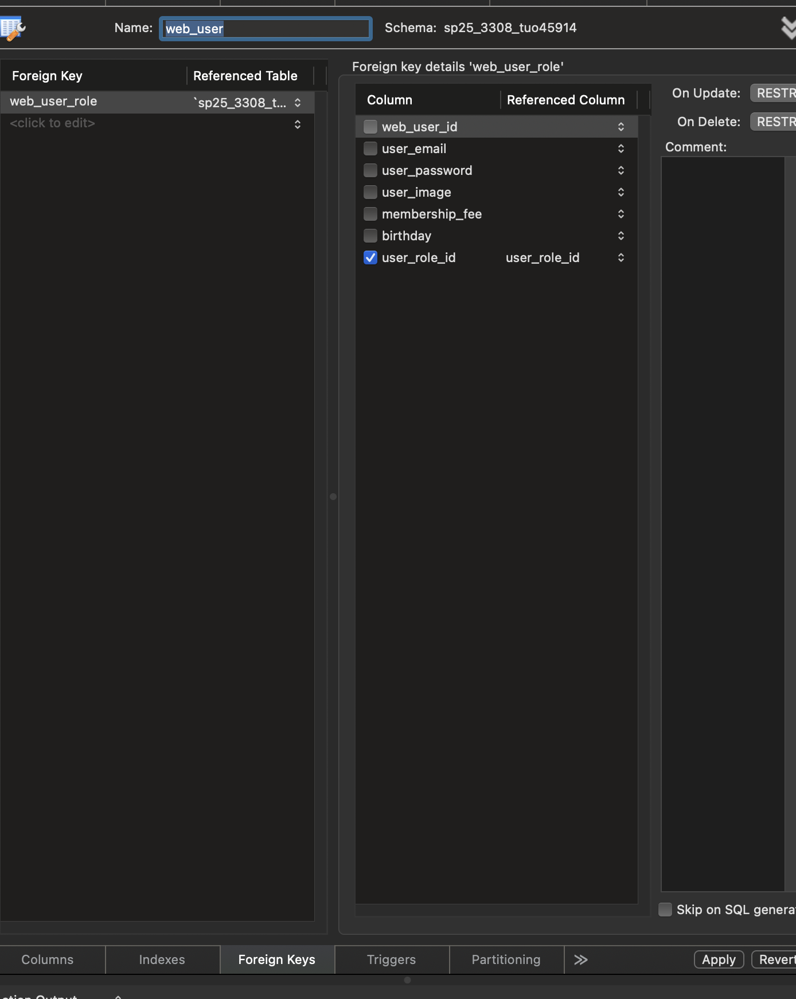 Name: web_user Schema: sp25_3308_tuo45914
Foreign Key Referenced Table
web_user_role `sp25_3308_t...
<click to edit>
Foreign key details 'web_user_role'
Column Referenced Column
web_user_id
user_email
user_password
user_image
membership_fee
birthday
user_role_id user_role_id
On Update: RESTR
On Delete: RESTR
Comment:
Skip on SQL genera
Columns Indexes Foreign Keys Triggers Partitioning Apply Revert
Output